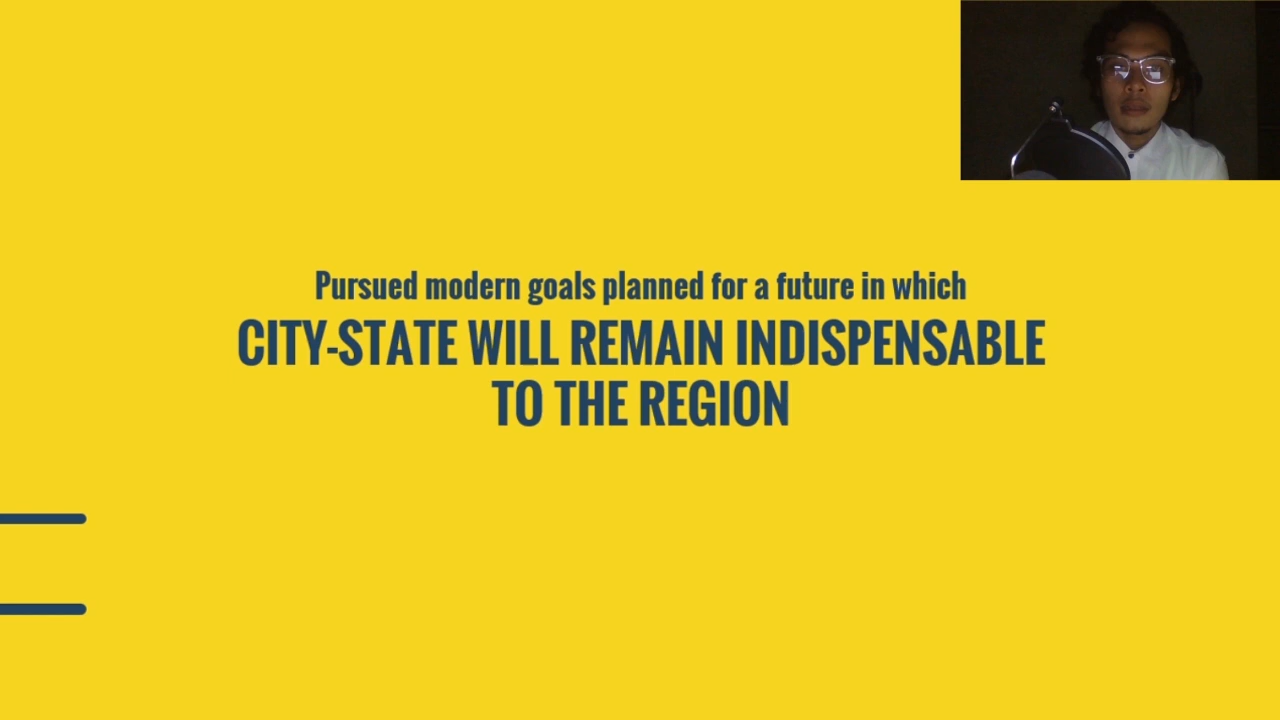 Pursued modern goals planned for a future in which
CITY-STATE WILL REMAIN INDISPENSABLE
TO THE REGION